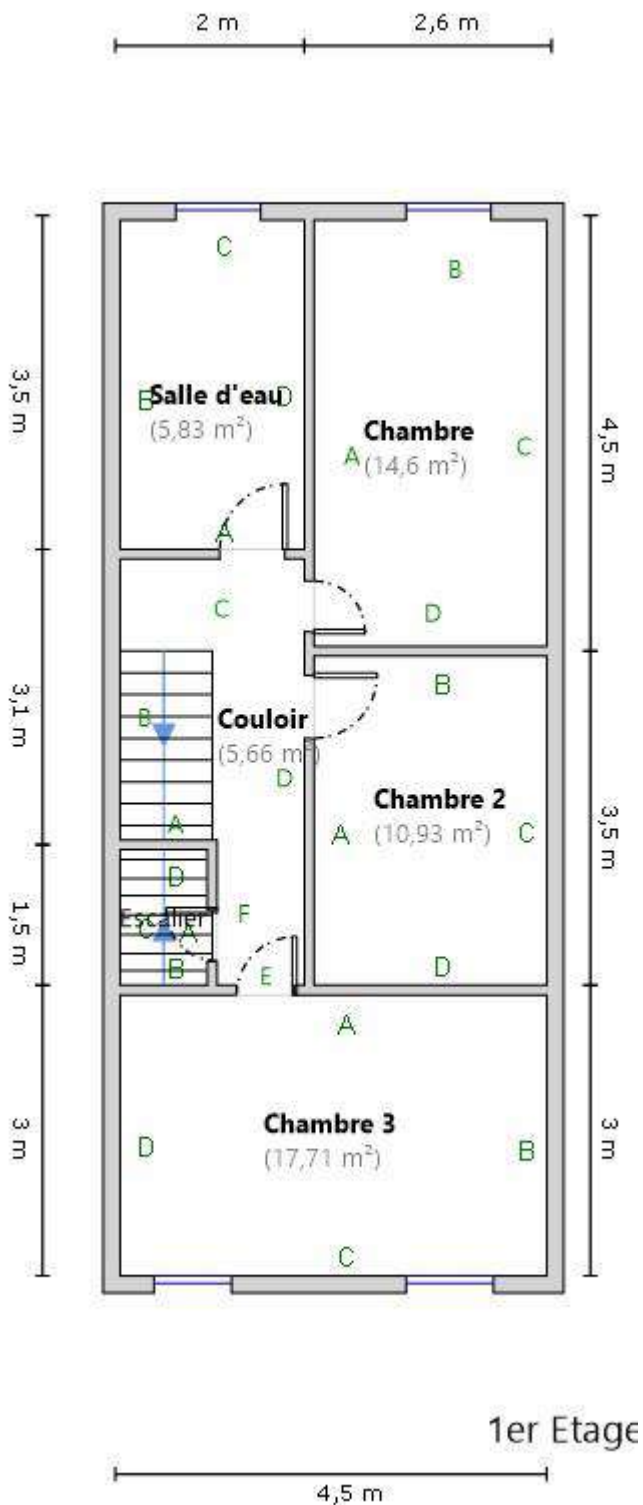 2 m 2,6 m
C
B
3,5 m
B Salle d'eau D
(5,83 m²)
Chambre
A (14,6 m²) C
4,5 m
A
C
D
3,1 m
B
Couloir
(5,66 m²)
D
A
B
Chambre 2
A (10,93 m²) C
3,5 m
D
1,5 m
D
F
Escalier
C A
B
E
A
3 m
Chambre 3
(17,71 m²)
D
B
3 m
C
1er Etage
4,5 m